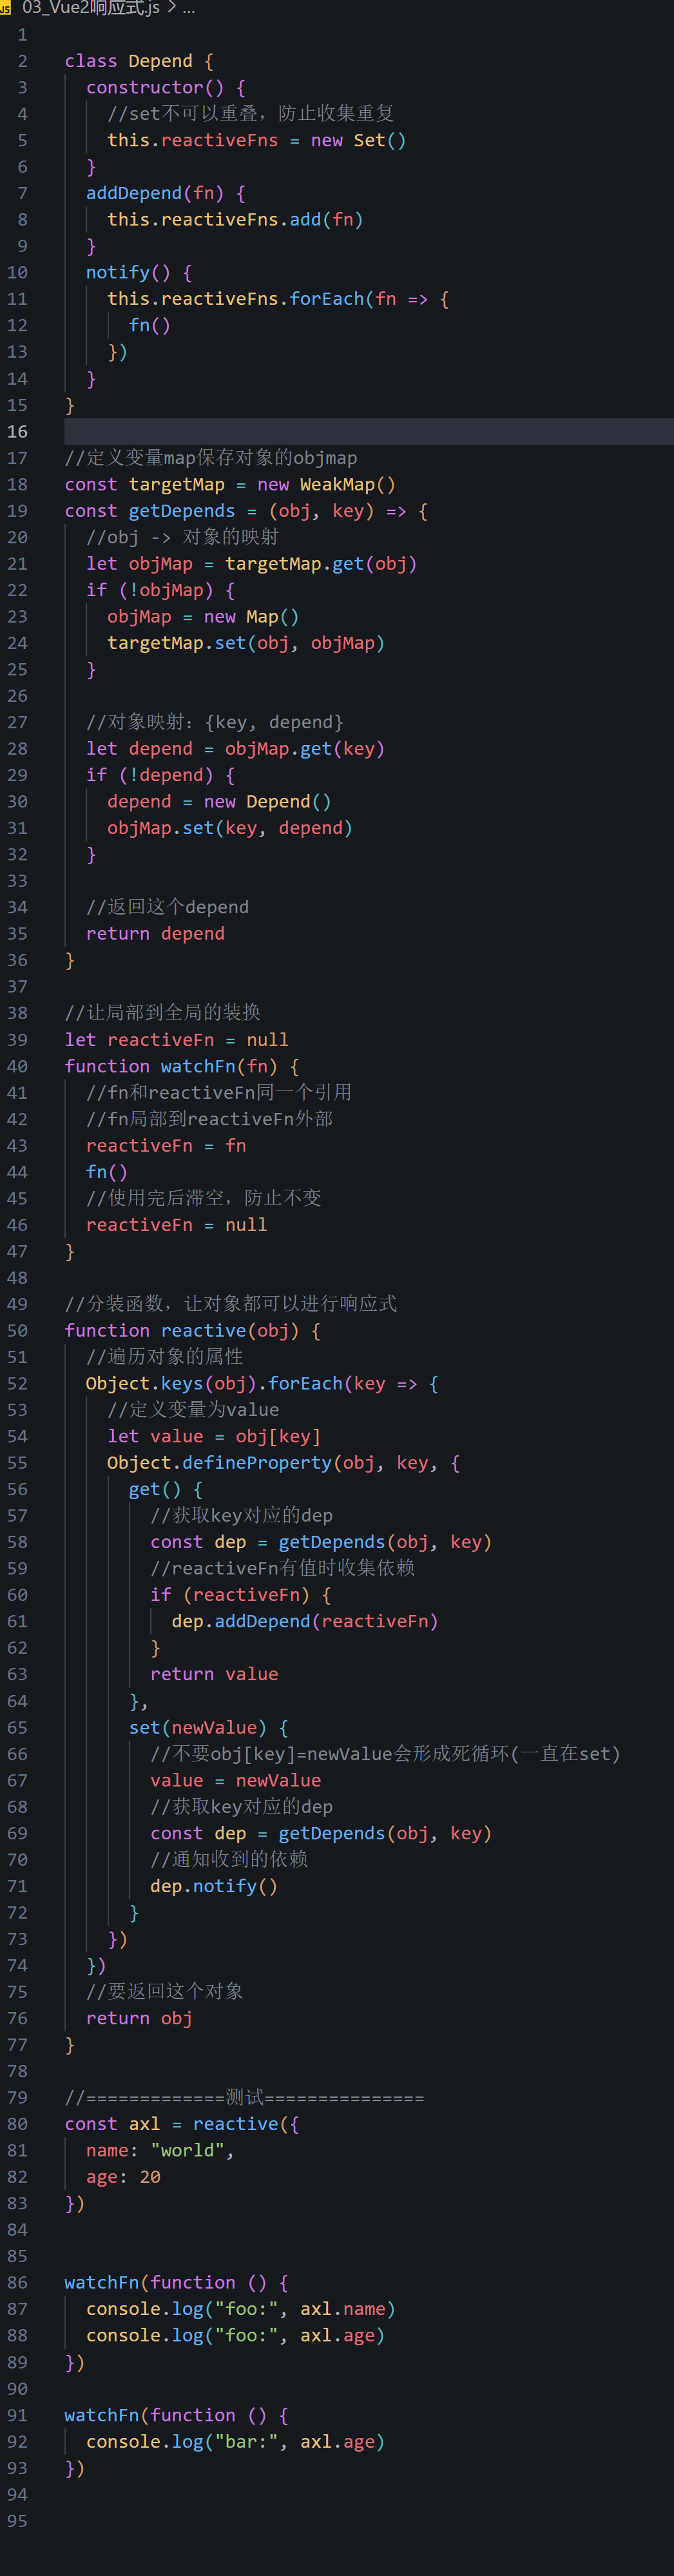 JS 03_Vue2响应式.js > ...
1
2 class Depend {
3   constructor() {
4     //set不可以重叠，防止收集重复
5     this.reactiveFns = new Set()
6   }
7   addDepend(fn) {
8     this.reactiveFns.add(fn)
9   }
10   notify() {
11     this.reactiveFns.forEach(fn => {
12       fn()
13     })
14   }
15 }
16
17 //定义变量map保存对象的objmap
18 const targetMap = new WeakMap()
19 const getDepends = (obj, key) => {
20   //obj -> 对象的映射
21   let objMap = targetMap.get(obj)
22   if (!objMap) {
23     objMap = new Map()
24     targetMap.set(obj, objMap)
25   }
26
27   //对象映射：{key, depend}
28   let depend = objMap.get(key)
29   if (!depend) {
30     depend = new Depend()
31     objMap.set(key, depend)
32   }
33
34   //返回这个depend
35   return depend
36 }
37
38 //让局部到全局的装换
39 let reactiveFn = null
40 function watchFn(fn) {
41   //fn和reactiveFn同一个引用
42   //fn局部到reactiveFn外部
43   reactiveFn = fn
44   fn()
45   //使用完后滞空，防止不变
46   reactiveFn = null
47 }
48
49 //分装函数，让对象都可以进行响应式
50 function reactive(obj) {
51   //遍历对象的属性
52   Object.keys(obj).forEach(key => {
53     //定义变量为value
54     let value = obj[key]
55     Object.defineProperty(obj, key, {
56       get() {
57         //获取key对应的dep
58         const dep = getDepends(obj, key)
59         //reactiveFn有值时收集依赖
60         if (reactiveFn) {
61           dep.addDepend(reactiveFn)
62         }
63         return value
64       },
65       set(newValue) {
66         //不要obj[key]=newValue会形成死循环(一直在set)
67         value = newValue
68         //获取key对应的dep
69         const dep = getDepends(obj, key)
70         //通知收到的依赖
71         dep.notify()
72       }
73     })
74   })
75   //要返回这个对象
76   return obj
77 }
78
79 //=============测试===============
80 const axl = reactive({
81   name: "world",
82   age: 20
83 })
84
85
86 watchFn(function () {
87   console.log("foo:", axl.name)
88   console.log("foo:", axl.age)
89 })
90
91 watchFn(function () {
92   console.log("bar:", axl.age)
93 })
94
95